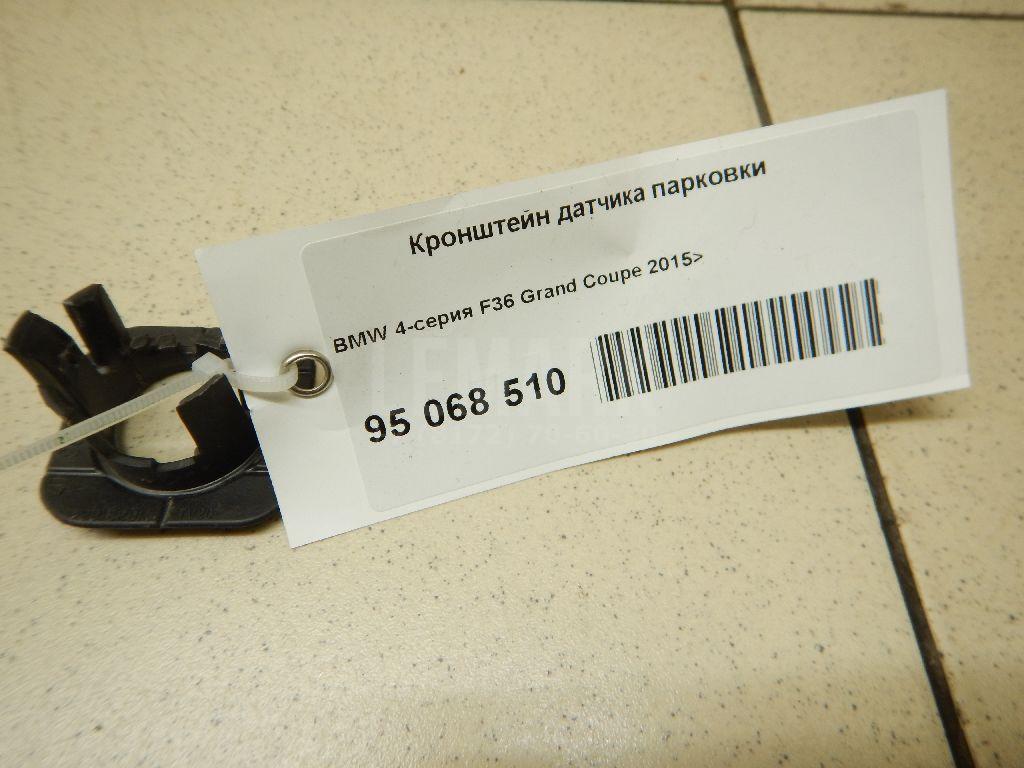 Кронштейн датчика парковки
BMW 4-серия F36 Grand Coupe 2015>
95 068 510